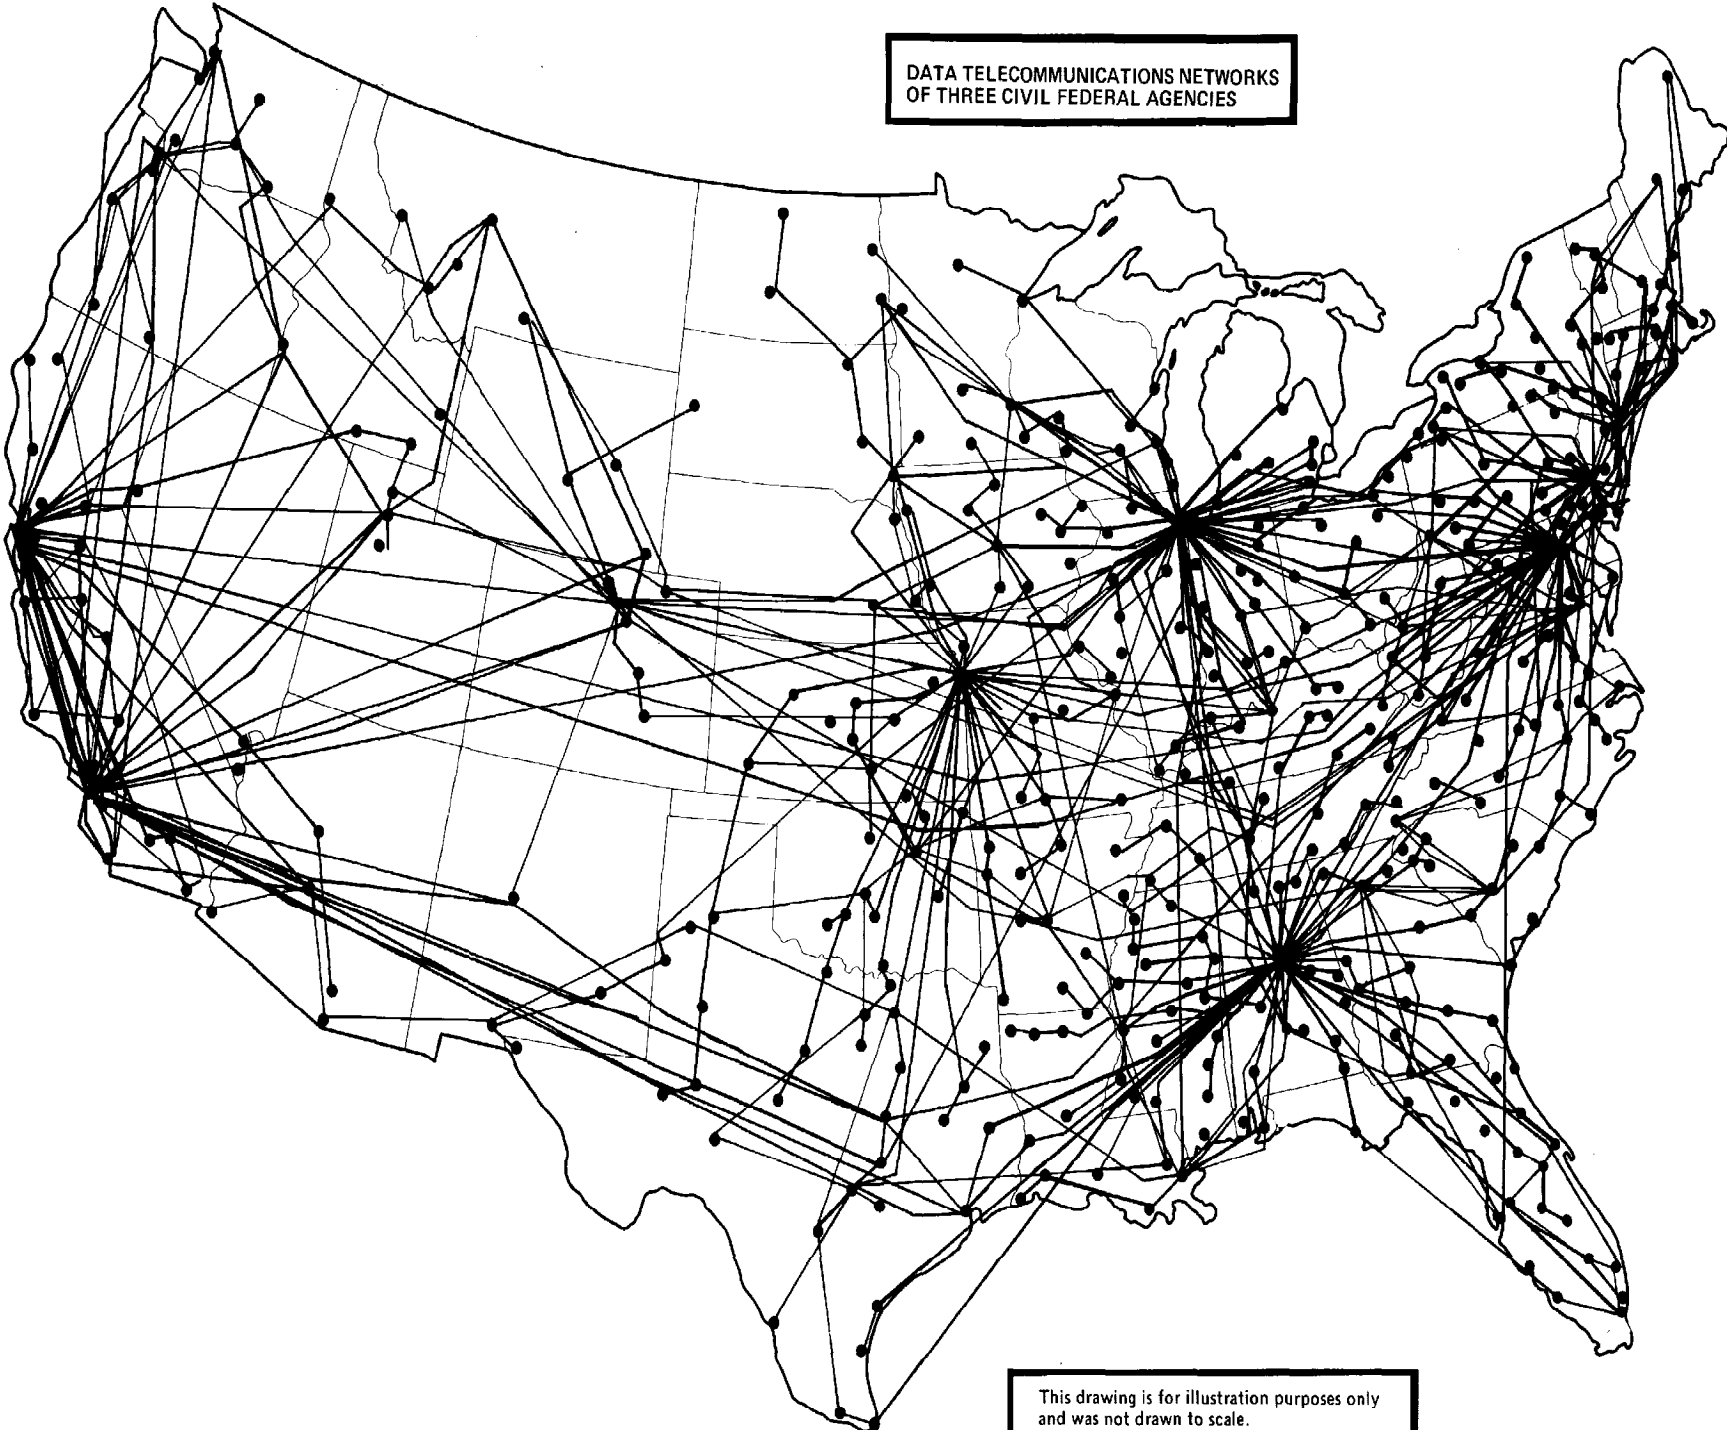 DATA TELECOMMUNICATIONS NETWORKS
OF THREE CIVIL FEDERAL AGENCIES
This drawing is for illustration purposes only
and was not drawn to scale.